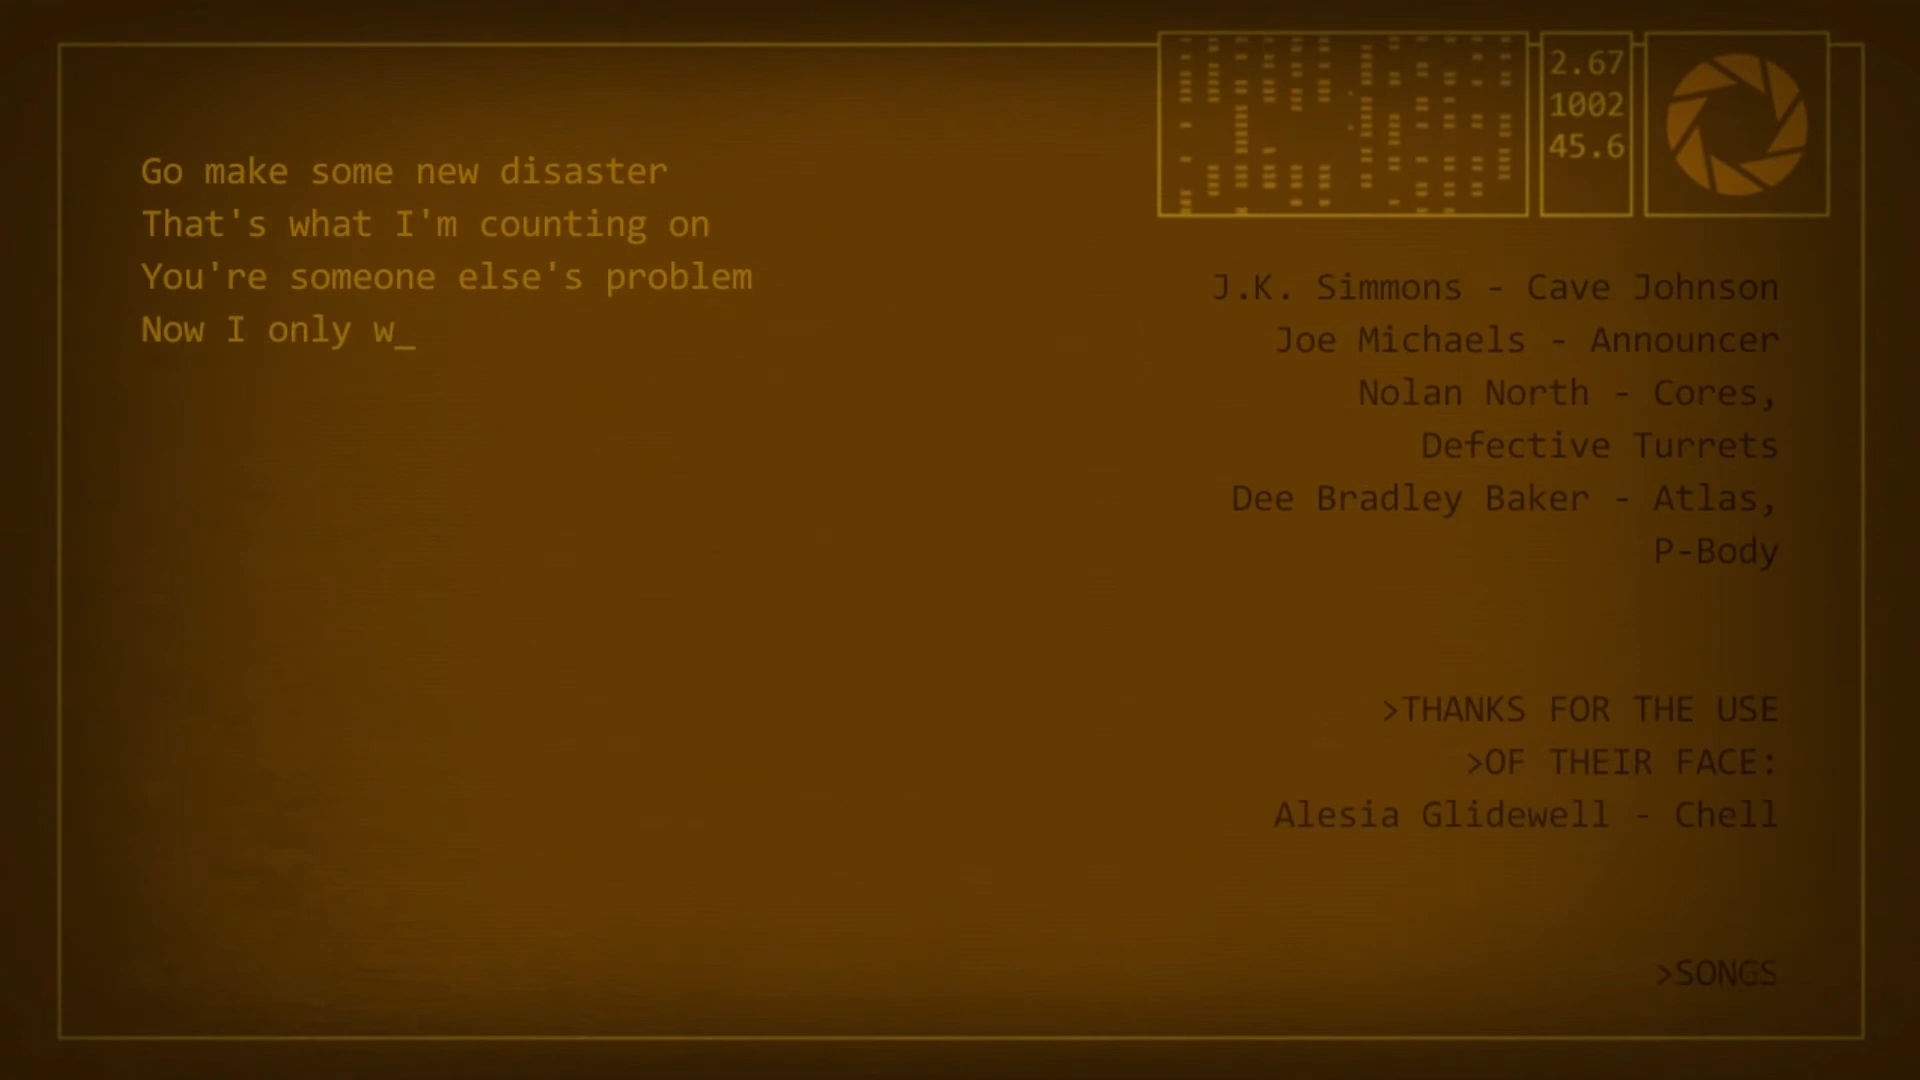 Go make some new disaster
That's what I'm counting on
You're someone else's problem
Now I only w_
2.67
1002
45.6
J.K. Simmons - Cave Johnson
Joe Michaels - Announcer
Nolan North - Cores,
Defective Turrets
Dee Bradley Baker - Atlas,
P-Body
>THANKS FOR THE USE
>OF THEIR FACE:
Alesia Glidewell - Chell
>SONGS